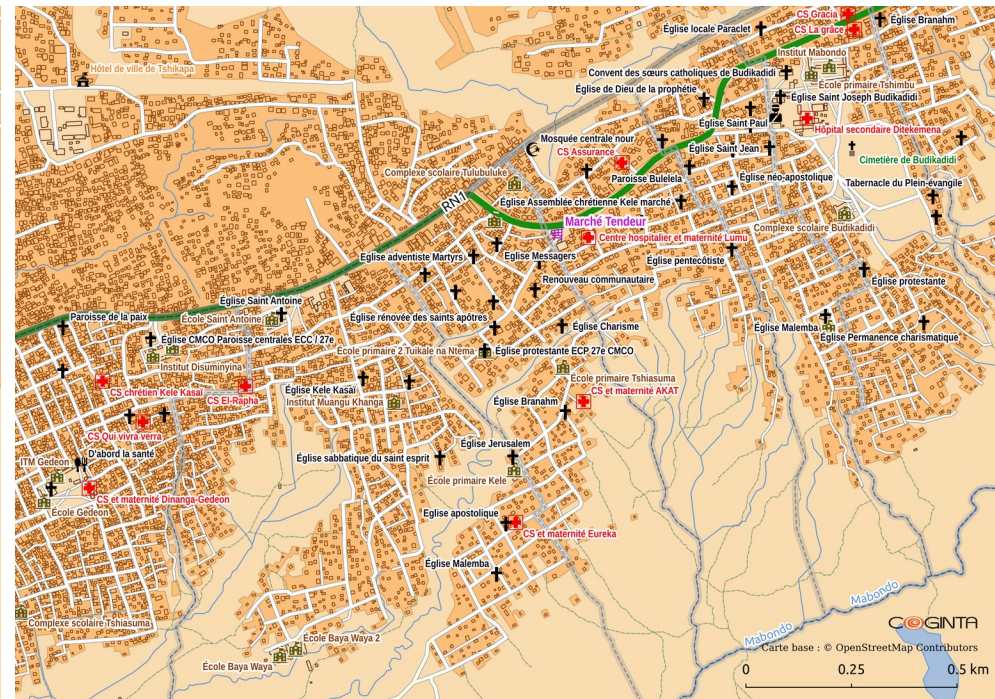 CS Gracia
Église Branahm
Église locale Paraclet
CS La grâce
Institut Mabondo
Hôtel de ville de Tshikapa
Convent des sœurs catholiques de Budikadidi
École primaire Tshimbu
Église de Dieu de la prophétie
Église Saint Joseph Budikadidi
Église Saint Paul
Hôpital secondaire Ditekemena
Mosquée centrale nour
CS Assurance
Église Saint Jean
Cimetière de Budikadidi
Complexe scolaire Tulubuluke
Paroisse Bulelela
Église néo-apostolique
Tabernacle du Plein-évangile
RN1
Église Assemblée chrétienne Kele marché
Marché Tendeur
Complexe scolaire Budikadidi
Centre hospitalier et maternité Lumu
Église adventiste Martyrs
Église Messagers
Église pentecôtiste
Renouveau communautaire
Église protestante
Église Saint Antoine
Paroisse de la paix
École Saint Antoine
Église rénovée des saints apôtres
Église Charisme
Église Malemba
Église CMCO Paroisse centrales ECC / 27e
Église Permanence charismatique
École primaire 2 Tuikale na Ntema
Église protestante ECP 27e CMCO
Institut Disuminyina
École primaire Tshiasuma
CS chrétien Kele Kasaï
CS El-Rapha
Église Kele Kasaï
CS et maternité AKAT
Institut Muangu Khanga
Église Branahm
CS Qui vivra verra
Église Jerusalem
D'abord la santé
Église sabbatique du saint esprit
ITM Gedeon
École primaire Kele
CS et maternité Dinanga-Gedeon
École Gedeon
Eglise apostolique
CS et maternité Eureka
Église Malemba
Mabondo
Complexe scolaire Tshiasuma
Mabondo
COGINTA
École Baya Waya 2
Carte base : © OpenStreetMap Contributors
École Baya Waya
0 0.25 0.5 km